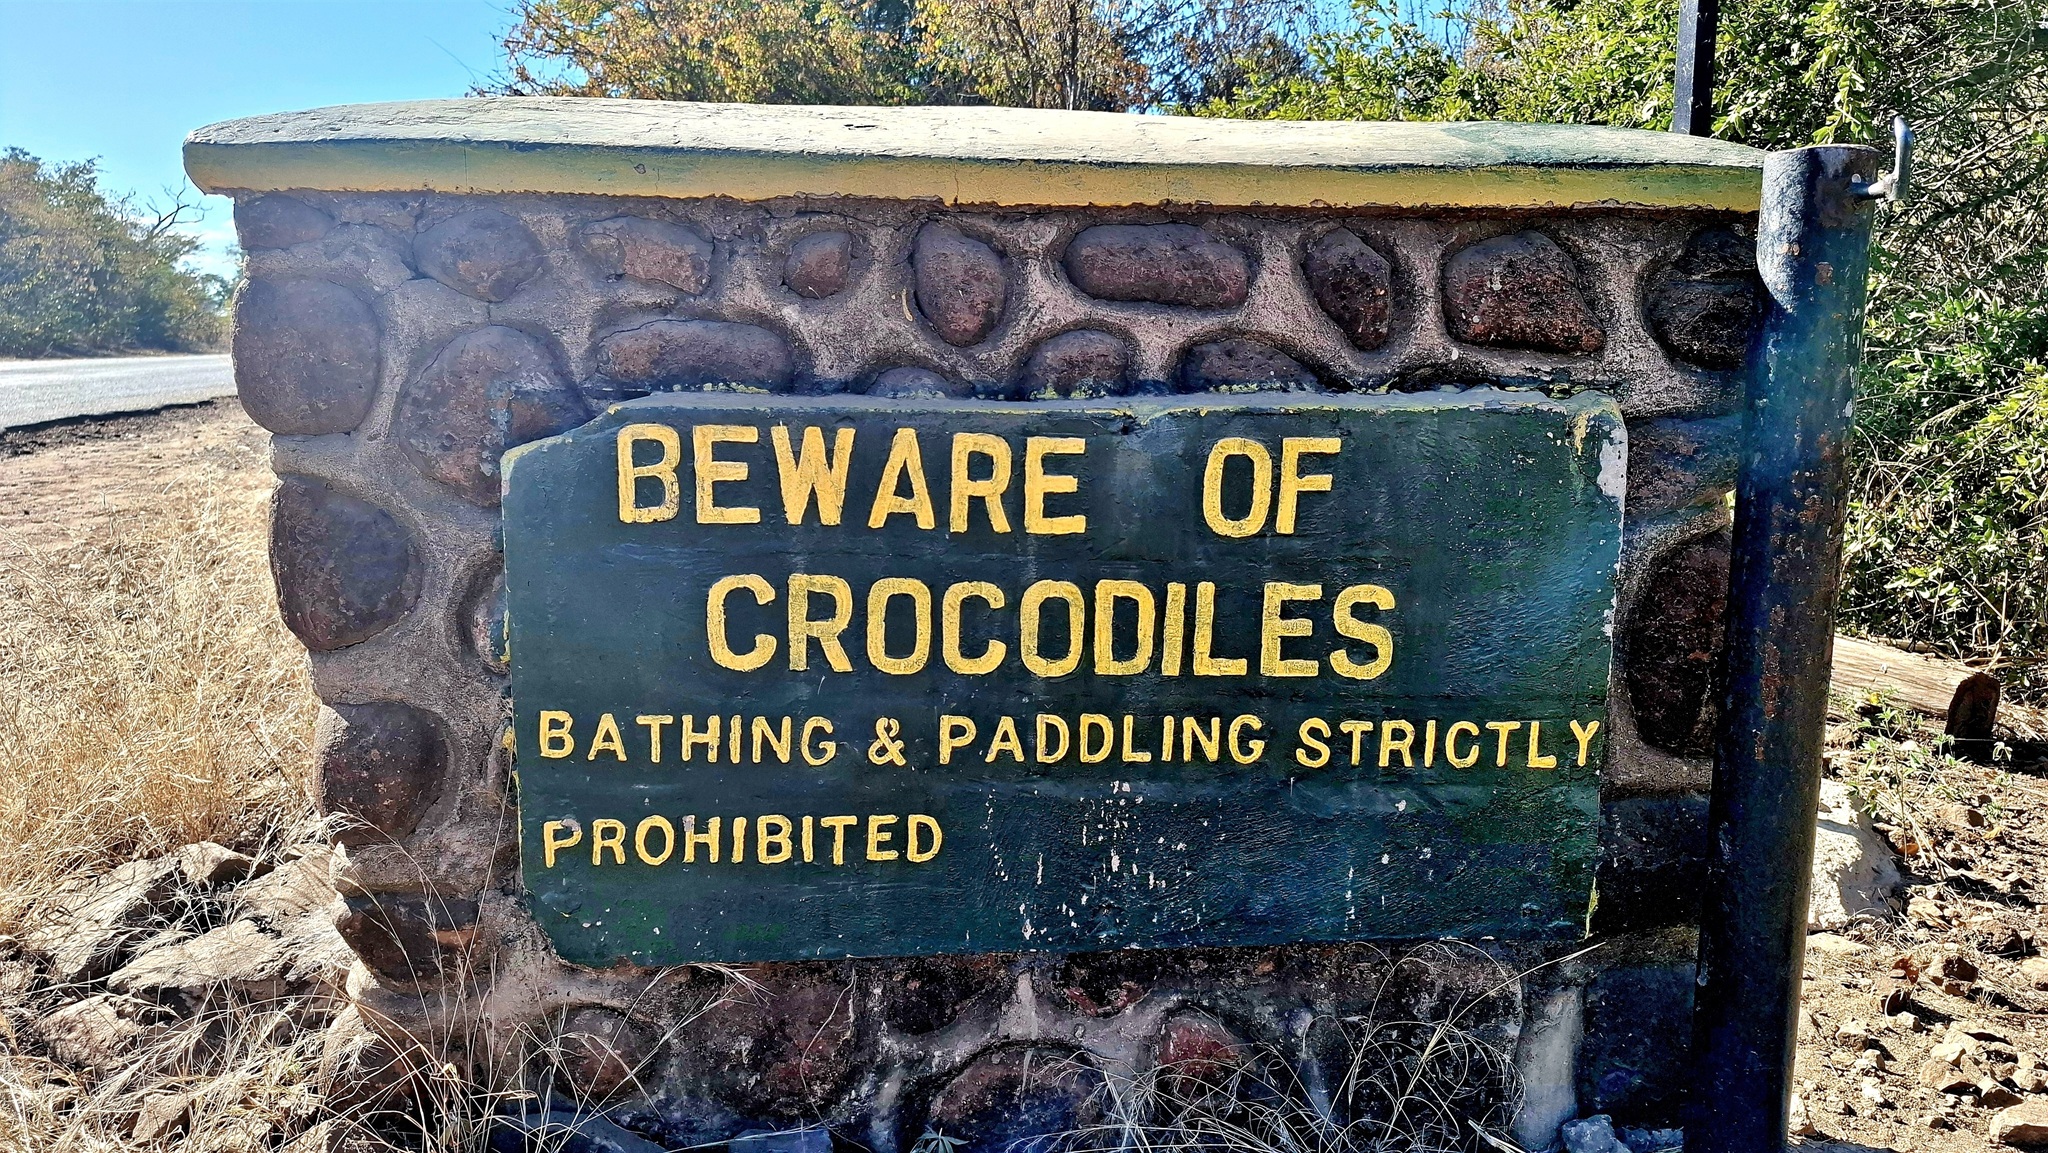 BEWARE OF
CROCODILES
BATHING & PADDLING STRICTLY
PROHIBITED